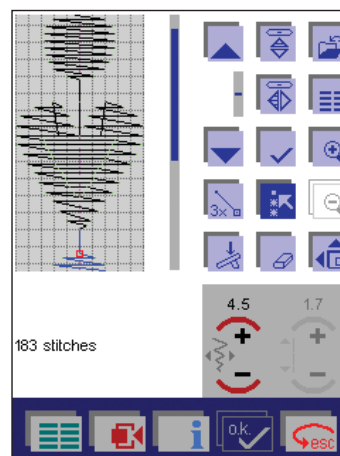 3x
4.5 1.7
183 stitches
i
o.k.
esc